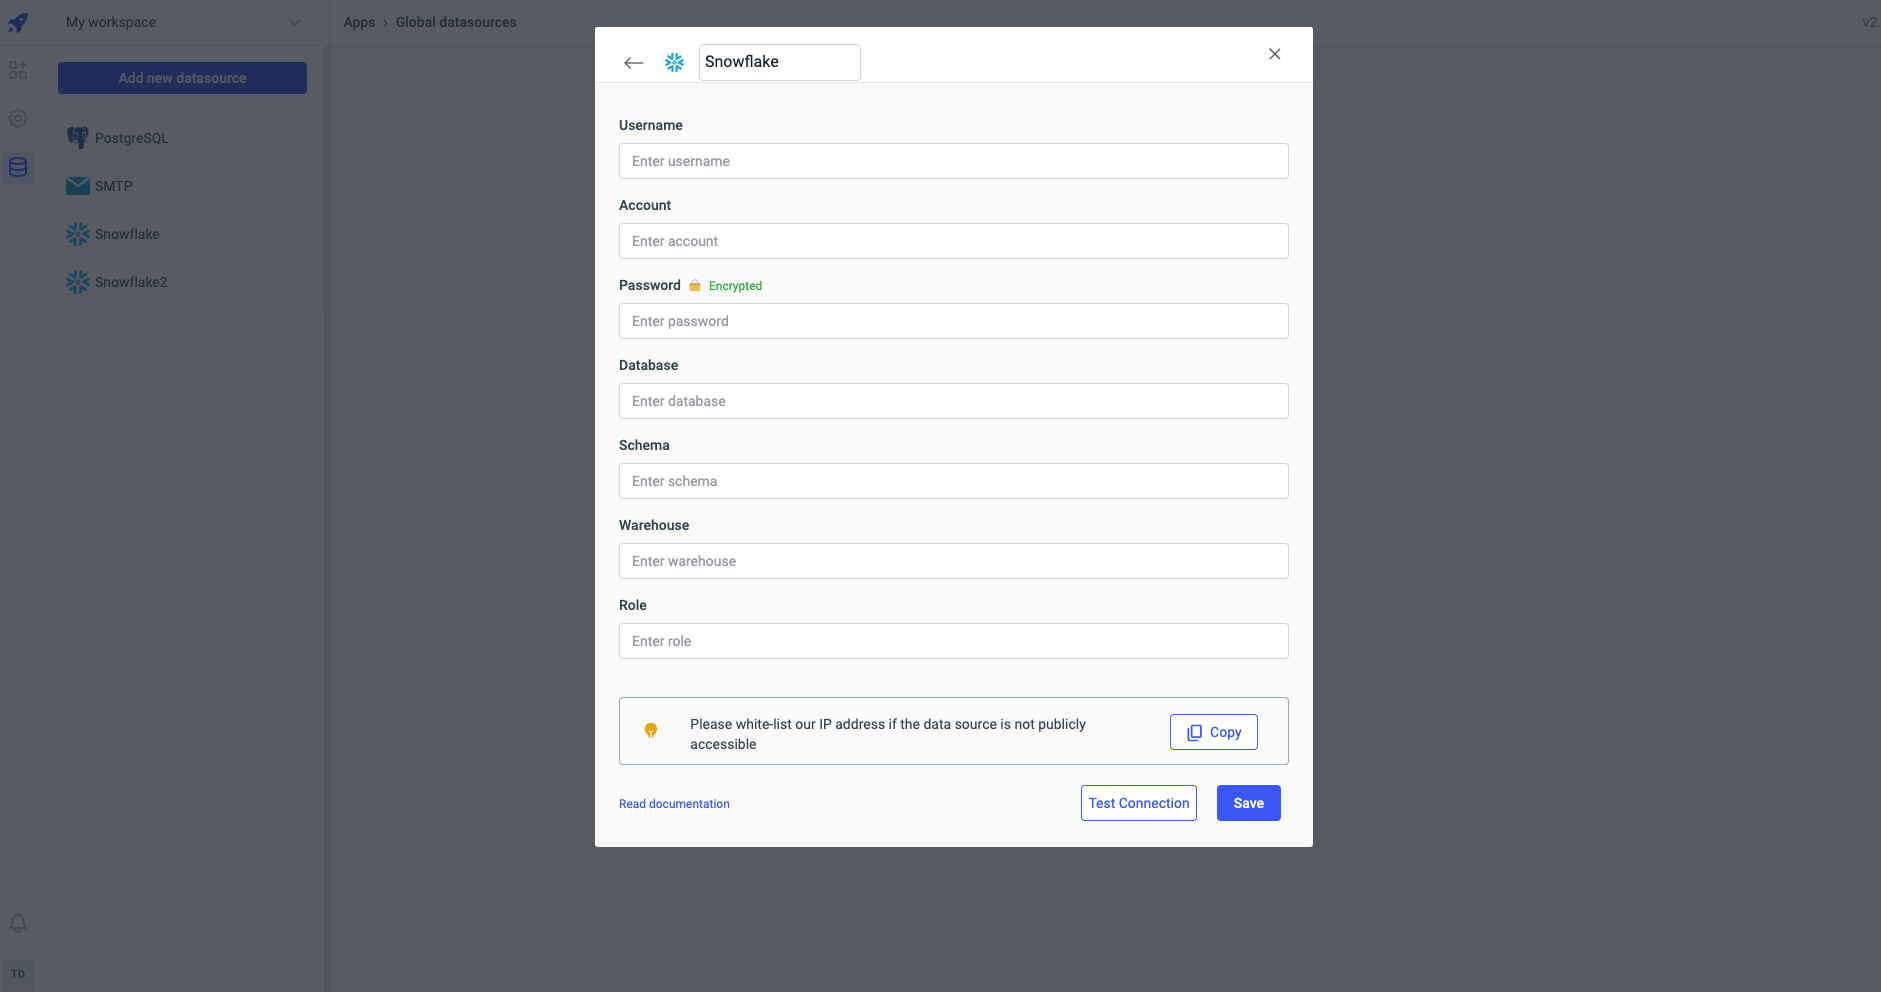 My workspace
Apps › Global datasources
v2.
Add new datasource
PostgreSQL
SMTP
Snowflake
Snowflake2
TD
Snowflake
Username
Enter username
Account
Enter account
Password Encrypted
Enter password
Database
Enter database
Schema
Enter schema
Warehouse
Enter warehouse
Role
Enter role
Please white-list our IP address if the data source is not publicly
accessible
Copy
Read documentation
Test Connection
Save